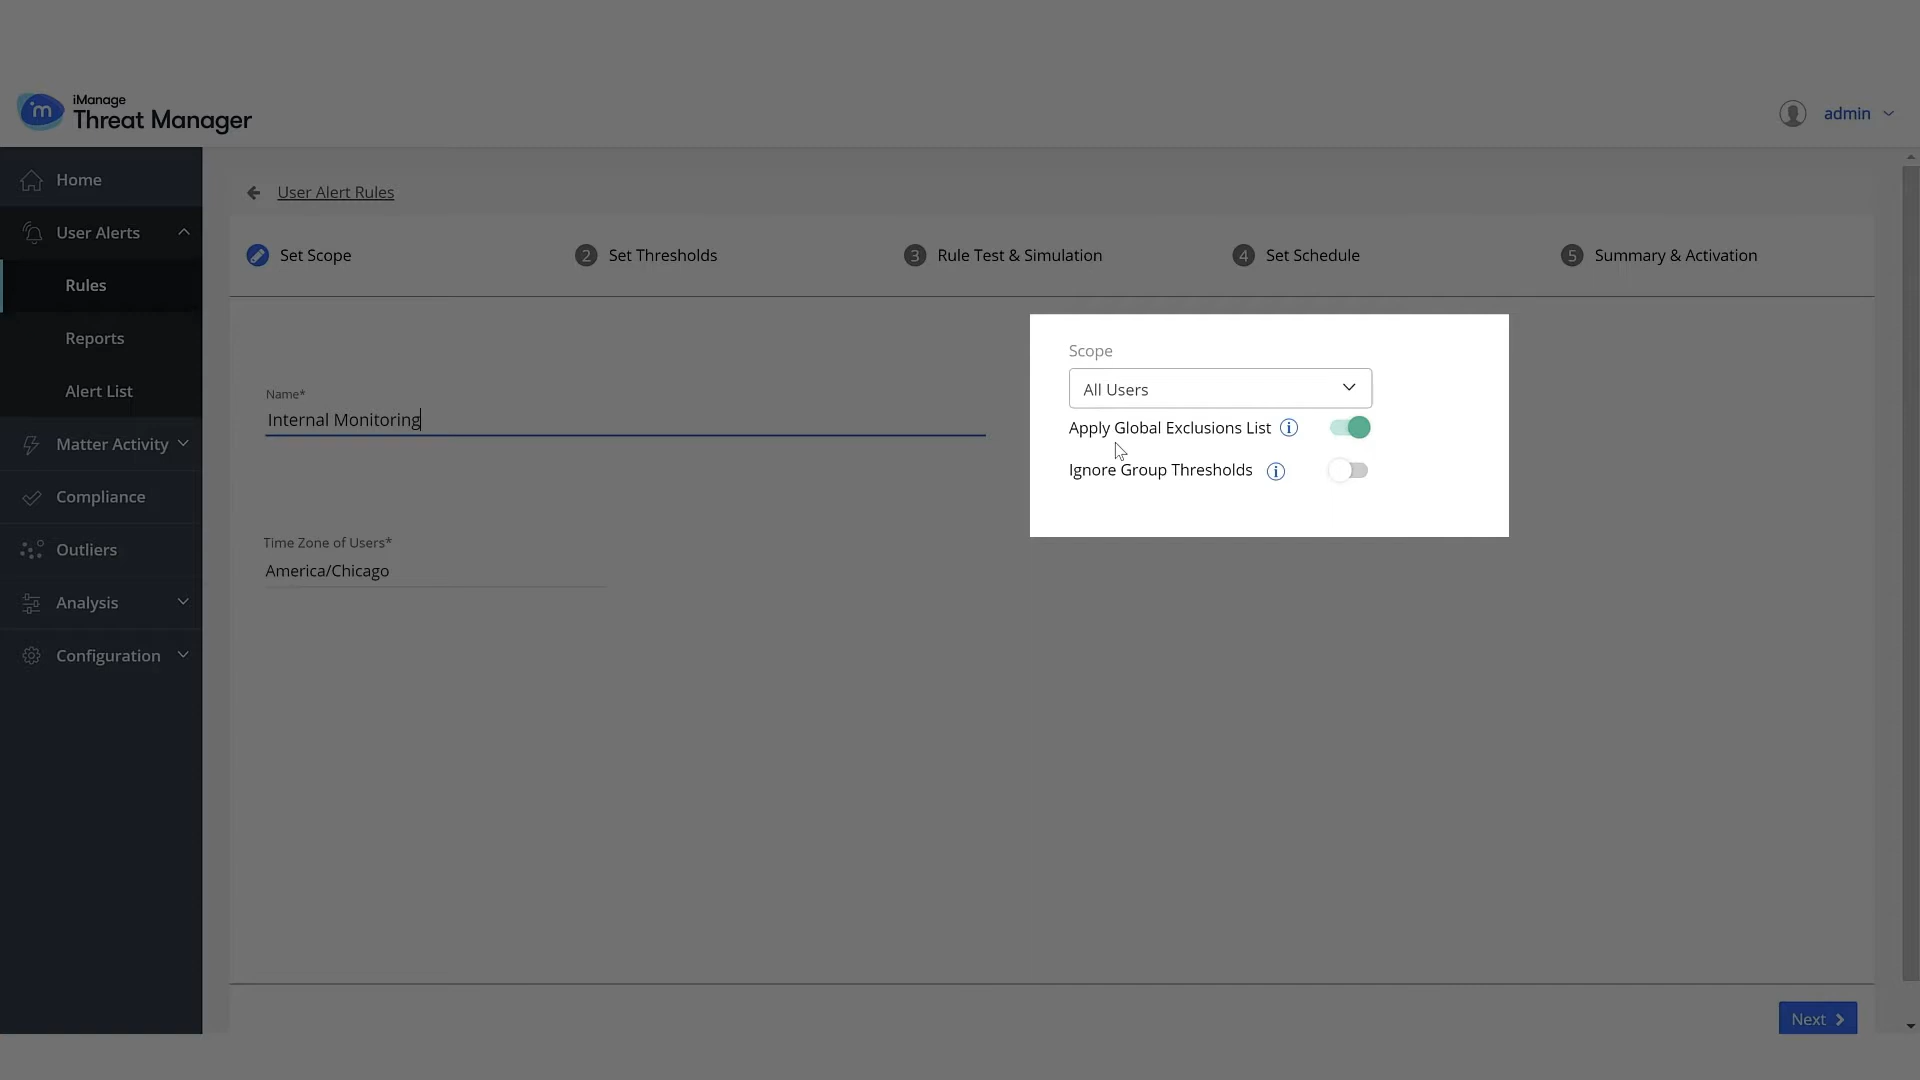 iManage
Threat Manager
admin
Home
User Alerts
Rules
Reports
Alert List
Matter Activity
Compliance
Outliers
Analysis
Configuration
User Alert Rules
Set Scope
2 Set Thresholds
3 Rule Test & Simulation
4 Set Schedule
5 Summary & Activation
Name*
Internal Monitoring
Time Zone of Users*
America/Chicago
Scope
All Users
Apply Global Exclusions List
Ignore Group Thresholds
Next